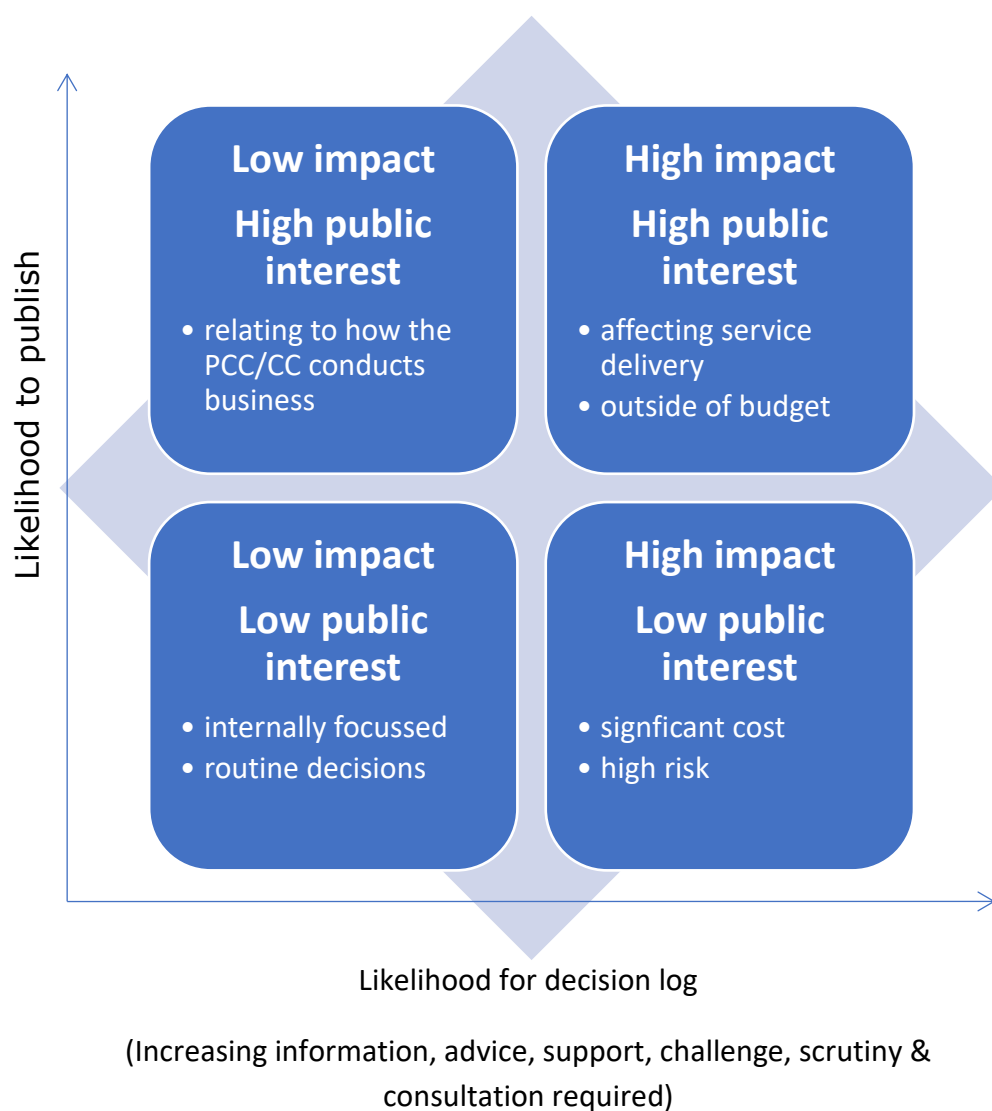 Likelihood to publish
Low impact
High public
interest
• relating to how the
PCC/CC conducts
business
High impact
High public
interest
• affecting service
delivery
• outside of budget
Low impact
Low public
interest
• internally focussed
• routine decisions
High impact
Low public
interest
• signficant cost
• high risk
Likelihood for decision log
(Increasing information, advice, support, challenge, scrutiny &
consultation required)